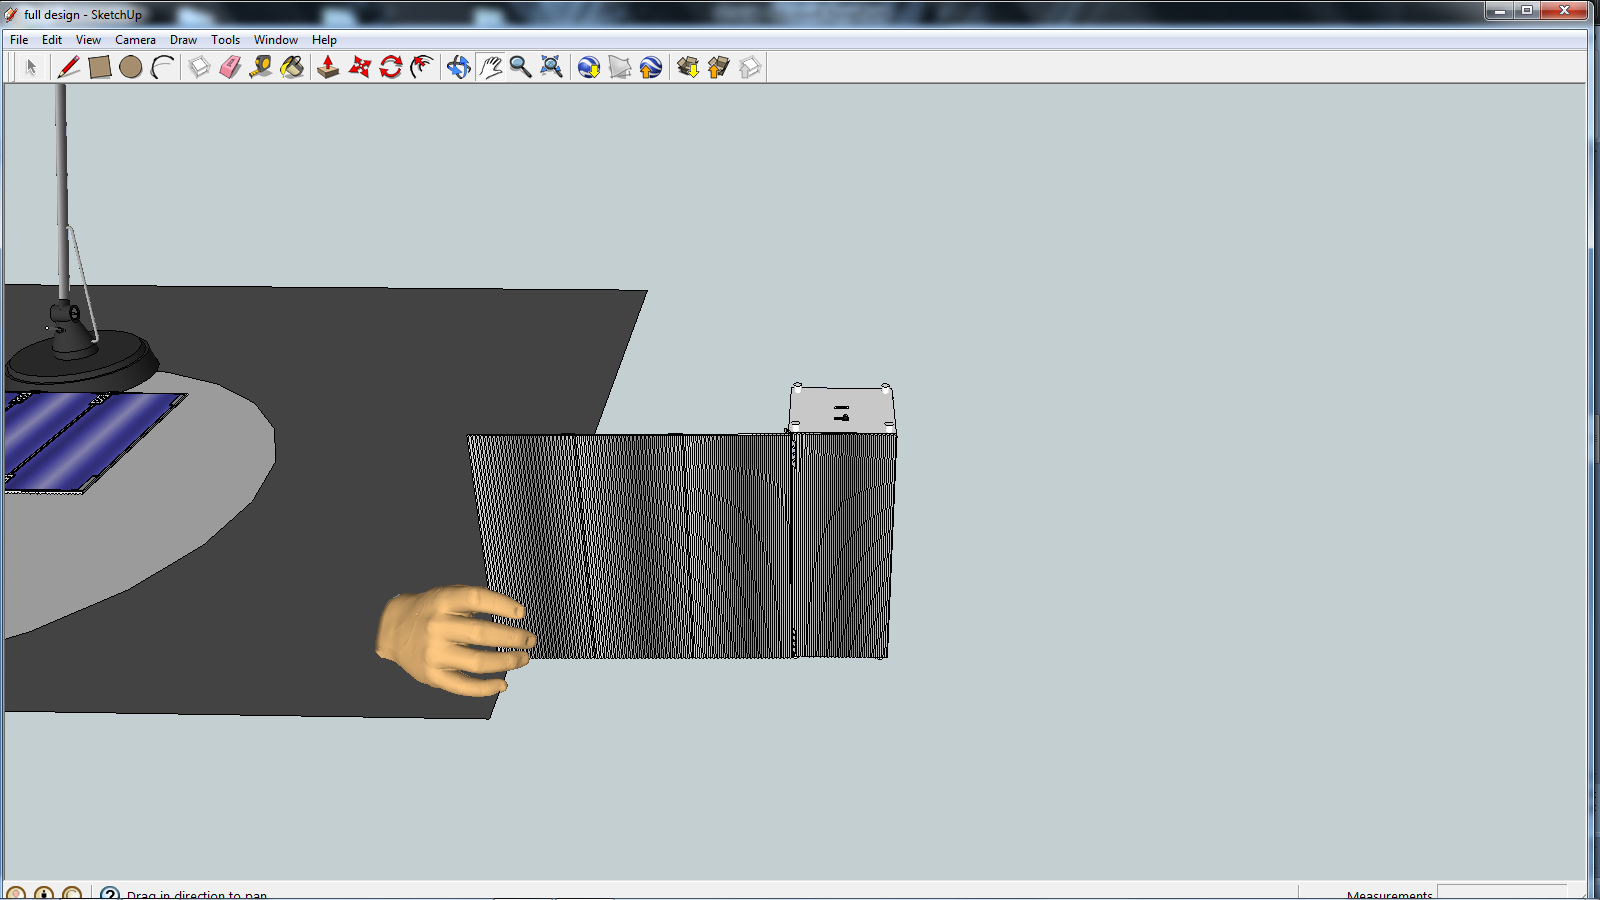 full design - SketchUp
File Edit View Camera Draw Tools Window Help
Drag in direction to pan
Measurements